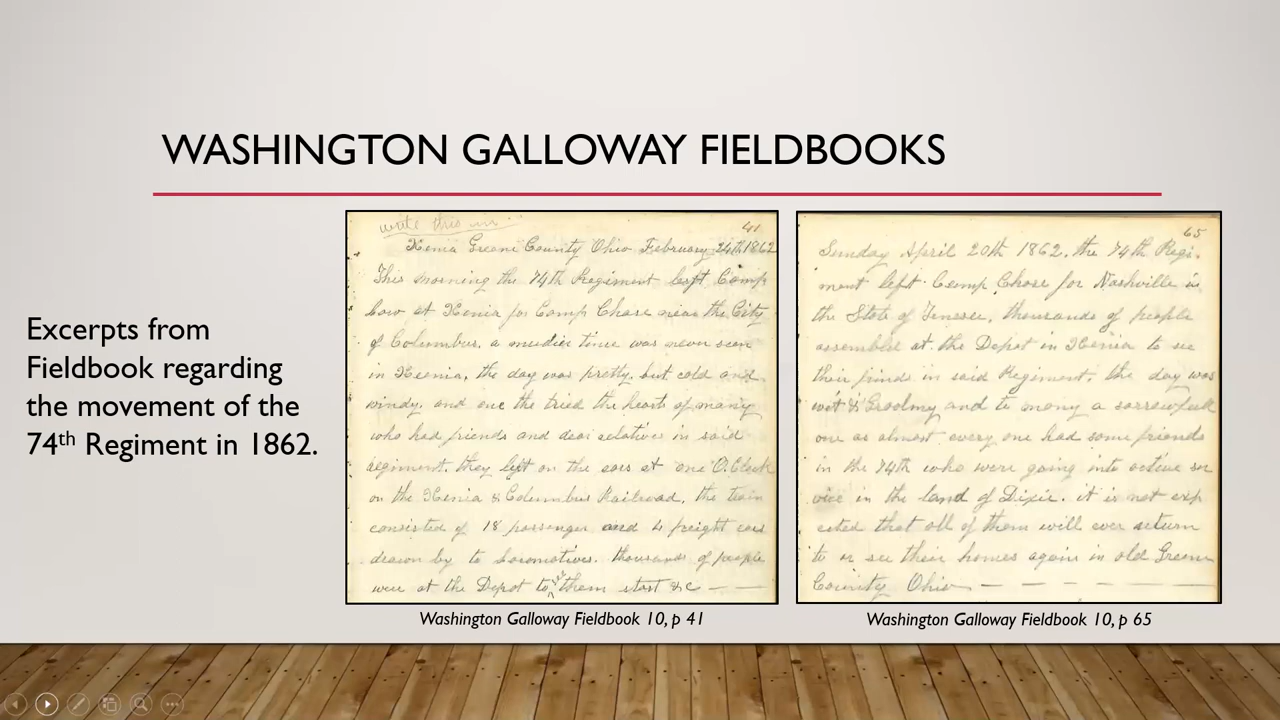 WASHINGTON GALLOWAY FIELDBOOKS
Excerpts from
Fieldbook regarding
the movement of the
74th Regiment in 1862.
write this in
41
Xenia Greene County Ohio February 24th 1862
This morning the 74th Regiment left Camp
Low at Xenia for Camp Chase near the City
of Columbus, a muddier time was never seen
in Xeenia, the day was pretty, but cold and
windy, and one the tried the hearts of many
who had friends and dear relatives in said
regiment, they left on the cars at one O.Clock
on the Xenia & Columbus Railroad, the train
consisted of 18 passenger and 4 freight cars
drawn by to locomotives. thousands of people
were at the Depot to see them start &c
Washington Galloway Fieldbook 10, p 41
65
Sunday April 20th 1862, the 74th Regi-
ment left Camp Chase for Nashville in
the State of Tenesee, thousands of people
assembled at the Depot in Xenia to see
their frinds in said Regiment, the day was
wet & and to many a
one as almost every one had some friends
in the 74th who were going into active ser
vice in the land of Dixie. it is not exp
ected that all of them will ever return
to or see their homes again in old Greene
County Ohio
Washington Galloway Fieldbook 10, p 65